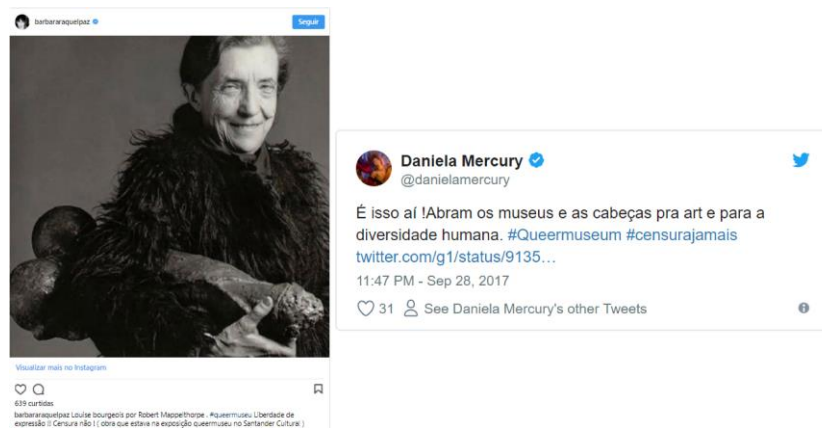 barbararaquelpaz
Seguir
Visualizar mais no Instagram
639 curtidas
barbararaquelpaz Louise bourgeois por Robert Mappelthorpe . #queermuseu Liberdade de
expressão !! Censura não ! ( obra que estava na exposição queermuseu no Santander Cultural )
Daniela Mercury
@danielamercury
É isso aí !Abram os museus e as cabeças pra art e para a
diversidade humana. #Queermuseum #censurajamais
twitter.com/g1/status/9135…
11:47 PM - Sep 28, 2017
31 See Daniela Mercury's other Tweets